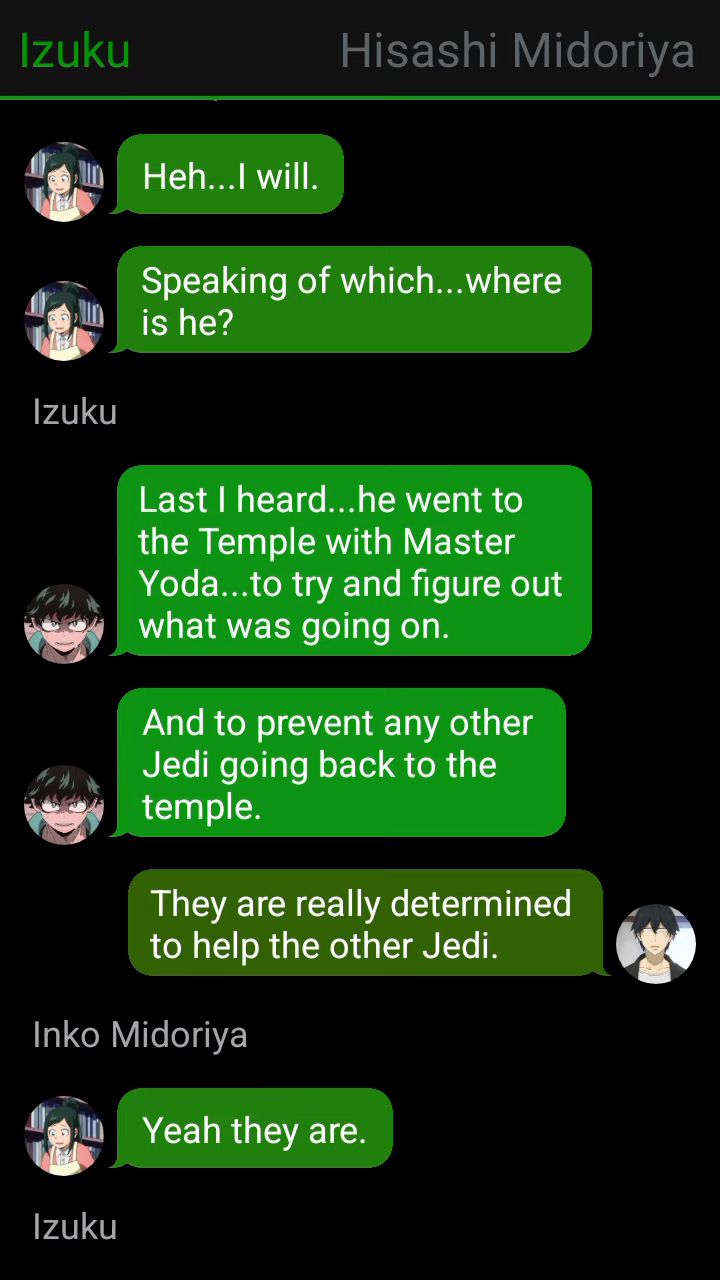 Izuku
Hisashi Midoriya
Heh...I will.
Speaking of which...where
is he?
Izuku
Last I heard...he went to
the Temple with Master
Yoda...to try and figure out
what was going on.
And to prevent any other
Jedi going back to the
temple.
They are really determined
to help the other Jedi.
Inko Midoriya
Yeah they are.
Izuku